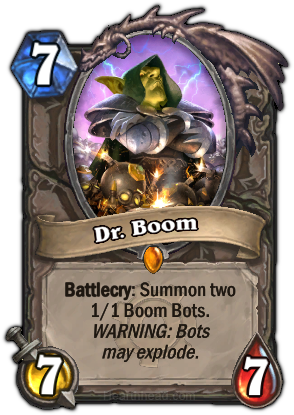 7
Dr. Boom
Battlecry: Summon two
1/1 Boom Bots.
WARNING: Bots
may explode.
7
7